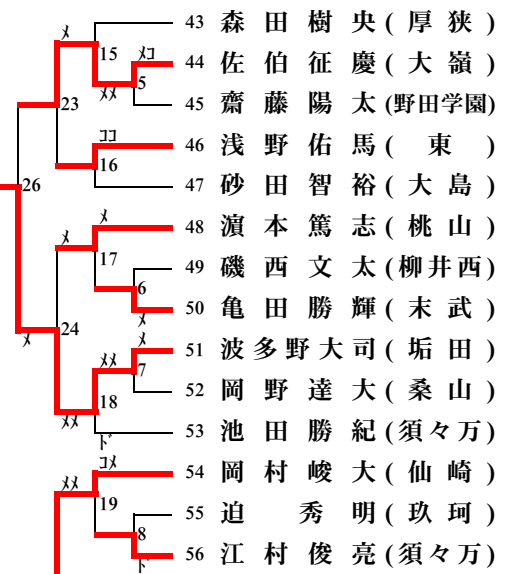 43 森田樹央(厚狭)
メ
15
メコ
44 佐伯征慶(大嶺)
メメ
5
23
45 齋藤陽太(野田学園)
ココ
46 浅野佑馬(東)
16
26
47 砂田智裕(大島)
メ
48 濵本篤志(桃山)
メ
17
49 磯西文太(柳井西)
6
50 亀田勝輝(末武)
メ
24
メ
メ
51 波多野大司(垢田)
メメ
7
52 岡野達大(桑山)
18
メメ
53 池田勝紀(須々万)
ド
コメ
54 岡村峻大(仙崎)
メメ
19
55 迫秀明(玖珂)
8
56 江村俊亮(須々万)
ド